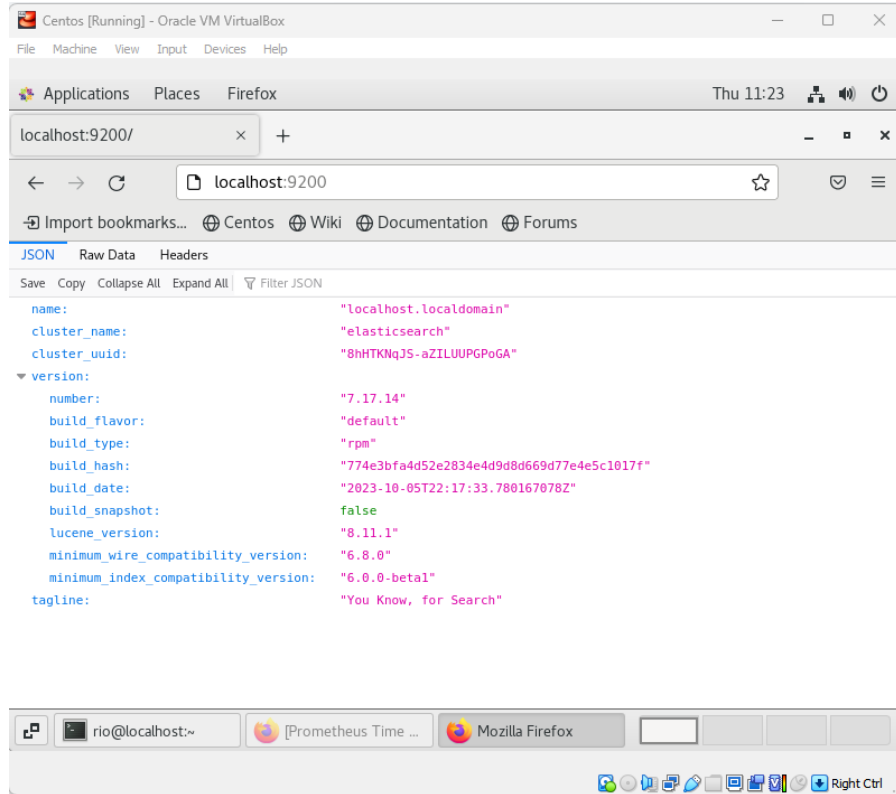 Centos [Running] - Oracle VM VirtualBox
File Machine View Input Devices Help
Applications Places Firefox Thu 11:23
localhost:9200/
localhost:9200
Import bookmarks... Centos Wiki Documentation Forums
JSON Raw Data Headers
Save Copy Collapse All Expand All Filter JSON
name: "localhost.localdomain"
cluster_name: "elasticsearch"
cluster_uuid: "8hHTKNqJS-aZILUUPGPoGA"
version:
number: "7.17.14"
build_flavor: "default"
build_type: "rpm"
build_hash: "774e3bfa4d52e2834e4d9d8d669d77e4e5c1017f"
build_date: "2023-10-05T22:17:33.780167078Z"
build_snapshot: false
lucene_version: "8.11.1"
minimum_wire_compatibility_version: "6.8.0"
minimum_index_compatibility_version: "6.0.0-beta1"
tagline: "You Know, for Search"
rio@localhost:~ [Prometheus Time ... Mozilla Firefox
Right Ctrl